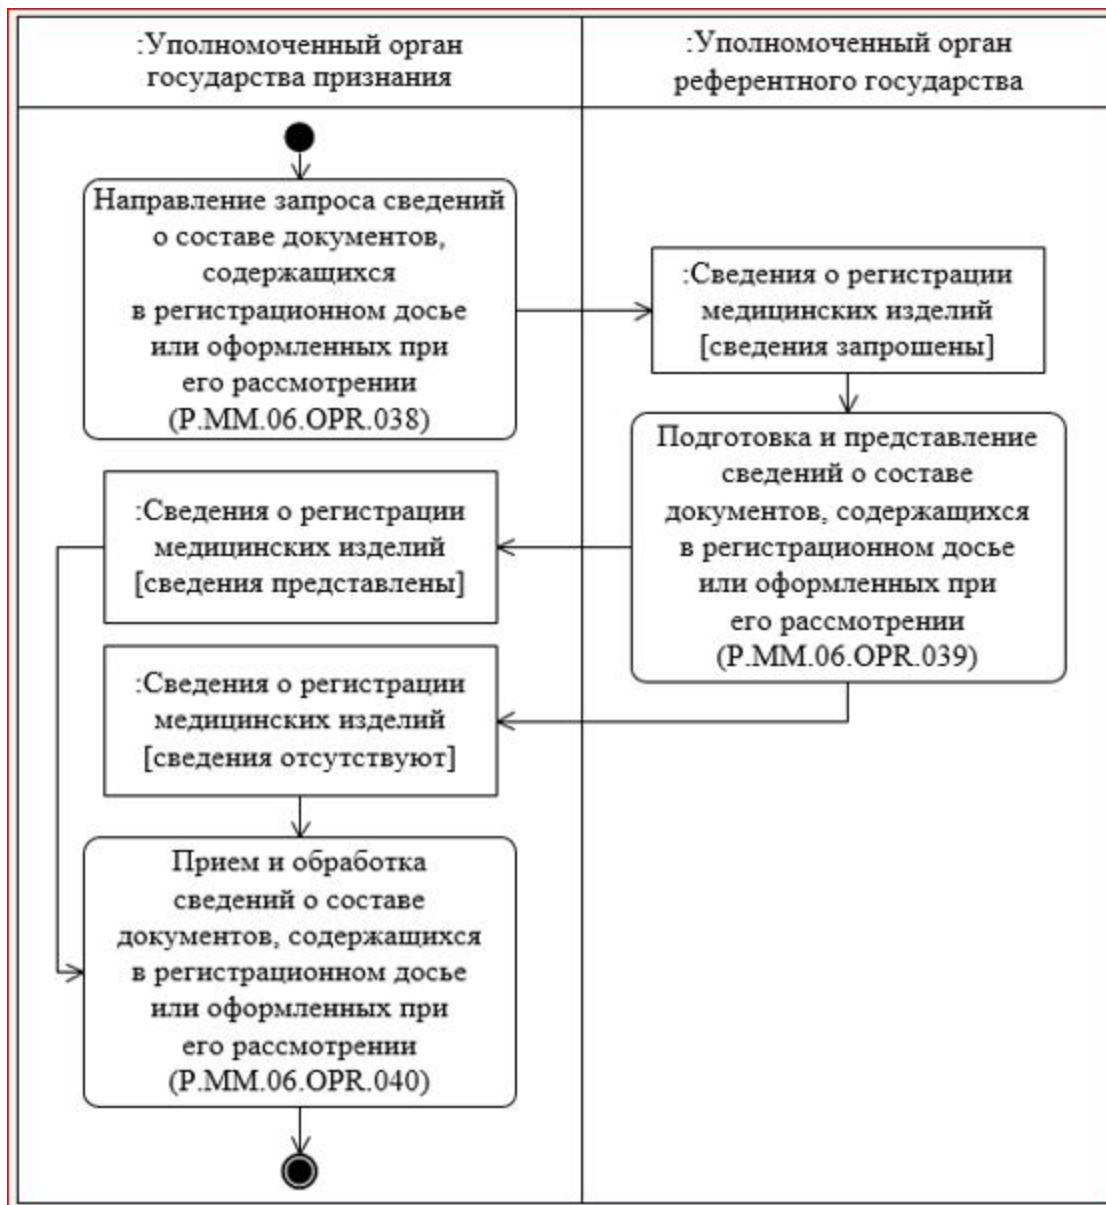 :Уполномоченный орган
государства признания
:Уполномоченный орган
референтного государства
Направление запроса сведений
о составе документов,
содержащихся
в регистрационном досье
или оформленных при
его рассмотрении
(P.MM.06.OPR.038)
:Сведения о регистрации
медицинских изделий
[сведения запрошены]
Подготовка и представление
сведений о составе
документов, содержащихся
в регистрационном досье
или оформленных при
его рассмотрении
(P.MM.06.OPR.039)
:Сведения о регистрации
медицинских изделий
[сведения представлены]
:Сведения о регистрации
медицинских изделий
[сведения отсутствуют]
Прием и обработка
сведений о составе
документов, содержащихся
в регистрационном досье
или оформленных при
его рассмотрении
(P.MM.06.OPR.040)